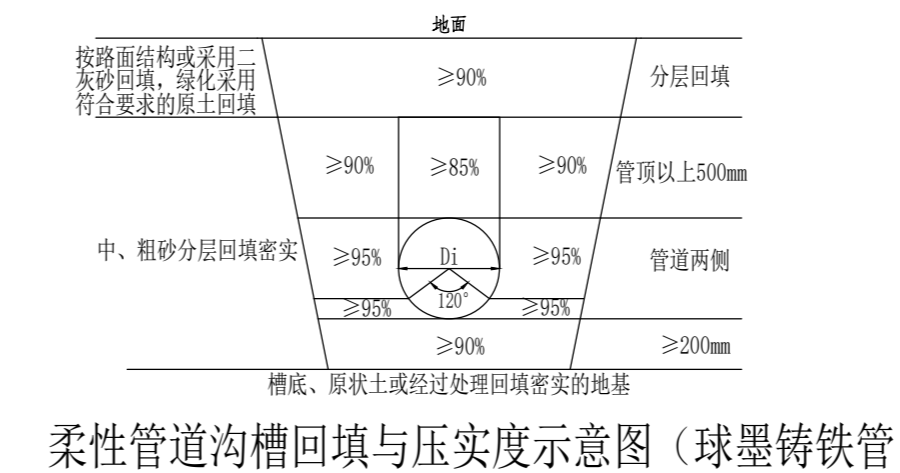 地面
按路面结构或采用二
灰砂回填，绿化采用
符合要求的原土回填
≥90%
分层回填
≥90%
≥85%
≥90%
管顶以上500mm
中、粗砂分层回填密实
≥95%
Di
≥95%
管道两侧
≥95%
120°
≥95%
≥90%
≥200mm
槽底、原状土或经过处理回填密实的地基
柔性管道沟槽回填与压实度示意图（球墨铸铁管